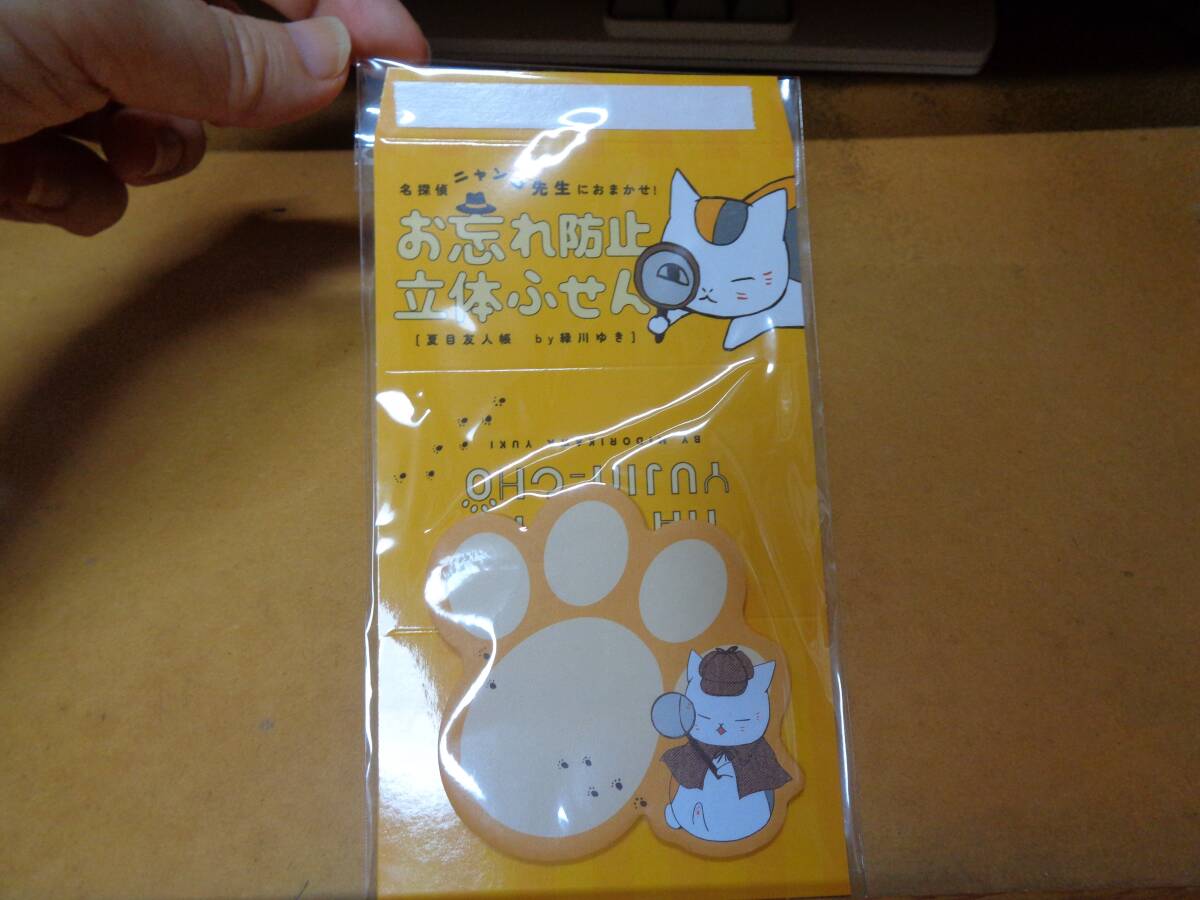 名探偵ニャンコ先生におまかせ!
お忘れ防止
立体ふせん
[夏目友人帳 by緑川ゆき]
BY MIDORIKAWA YUKI
YUJIN-CHO